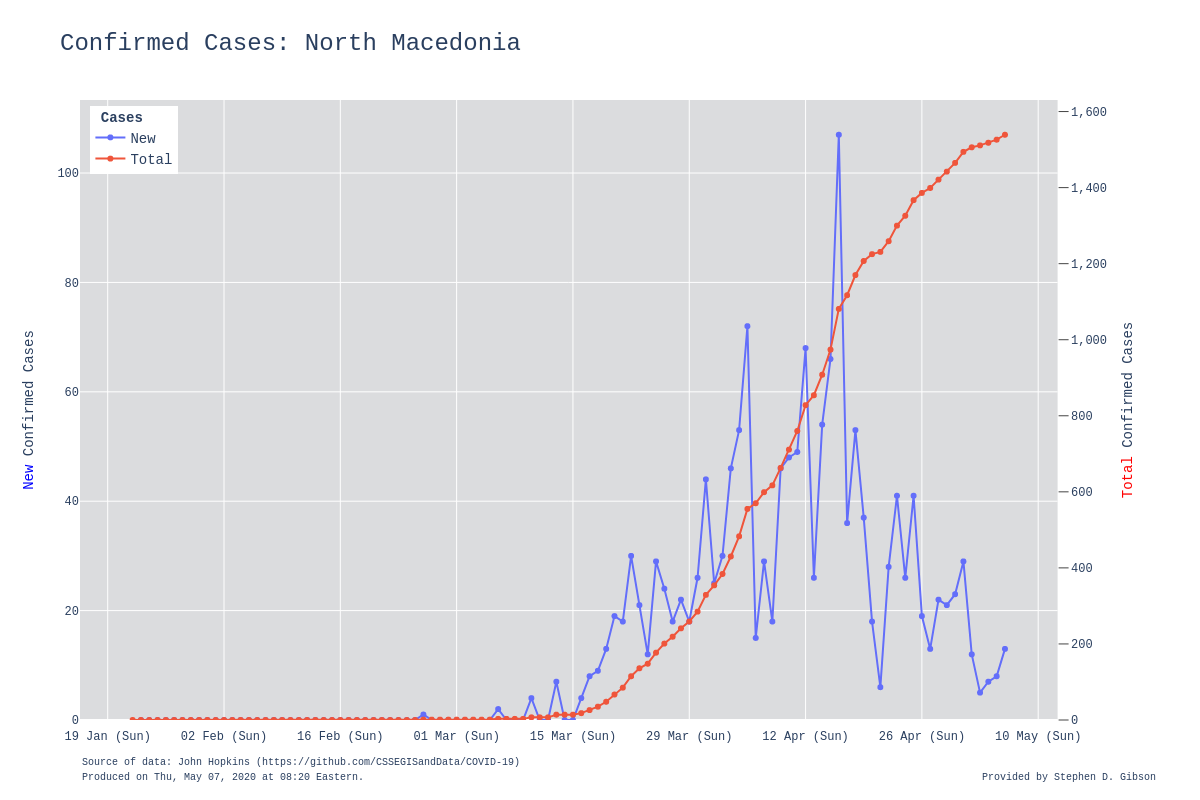 Confirmed Cases: North Macedonia
Cases
New
Total
100
80
60
40
20
0
1,600
1,400
1,200
1,000
800
600
400
200
0
New Confirmed Cases
Total Confirmed Cases
19 Jan (Sun) 02 Feb (Sun) 16 Feb (Sun) 01 Mar (Sun) 15 Mar (Sun) 29 Mar (Sun) 12 Apr (Sun) 26 Apr (Sun) 10 May (Sun)
Source of data: John Hopkins (https://github.com/CSSEGISandData/COVID-19)
Produced on Thu, May 07, 2020 at 08:20 Eastern.
Provided by Stephen D. Gibson